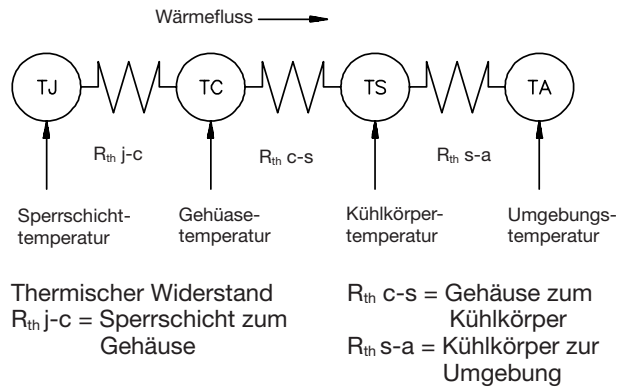 Wärmefluss
TJ TC TS TA
Rth j-c Rth c-s Rth s-a
Sperrschicht-
temperatur
Gehüase-
temperatur
Kühlkörper-
temperatur
Umgebungs-
temperatur
Thermischer Widerstand
Rth j-c = Sperrschicht zum
Gehäuse
Rth c-s = Gehäuse zum
Kühlkörper
Rth s-a = Kühlkörper zur
Umgebung